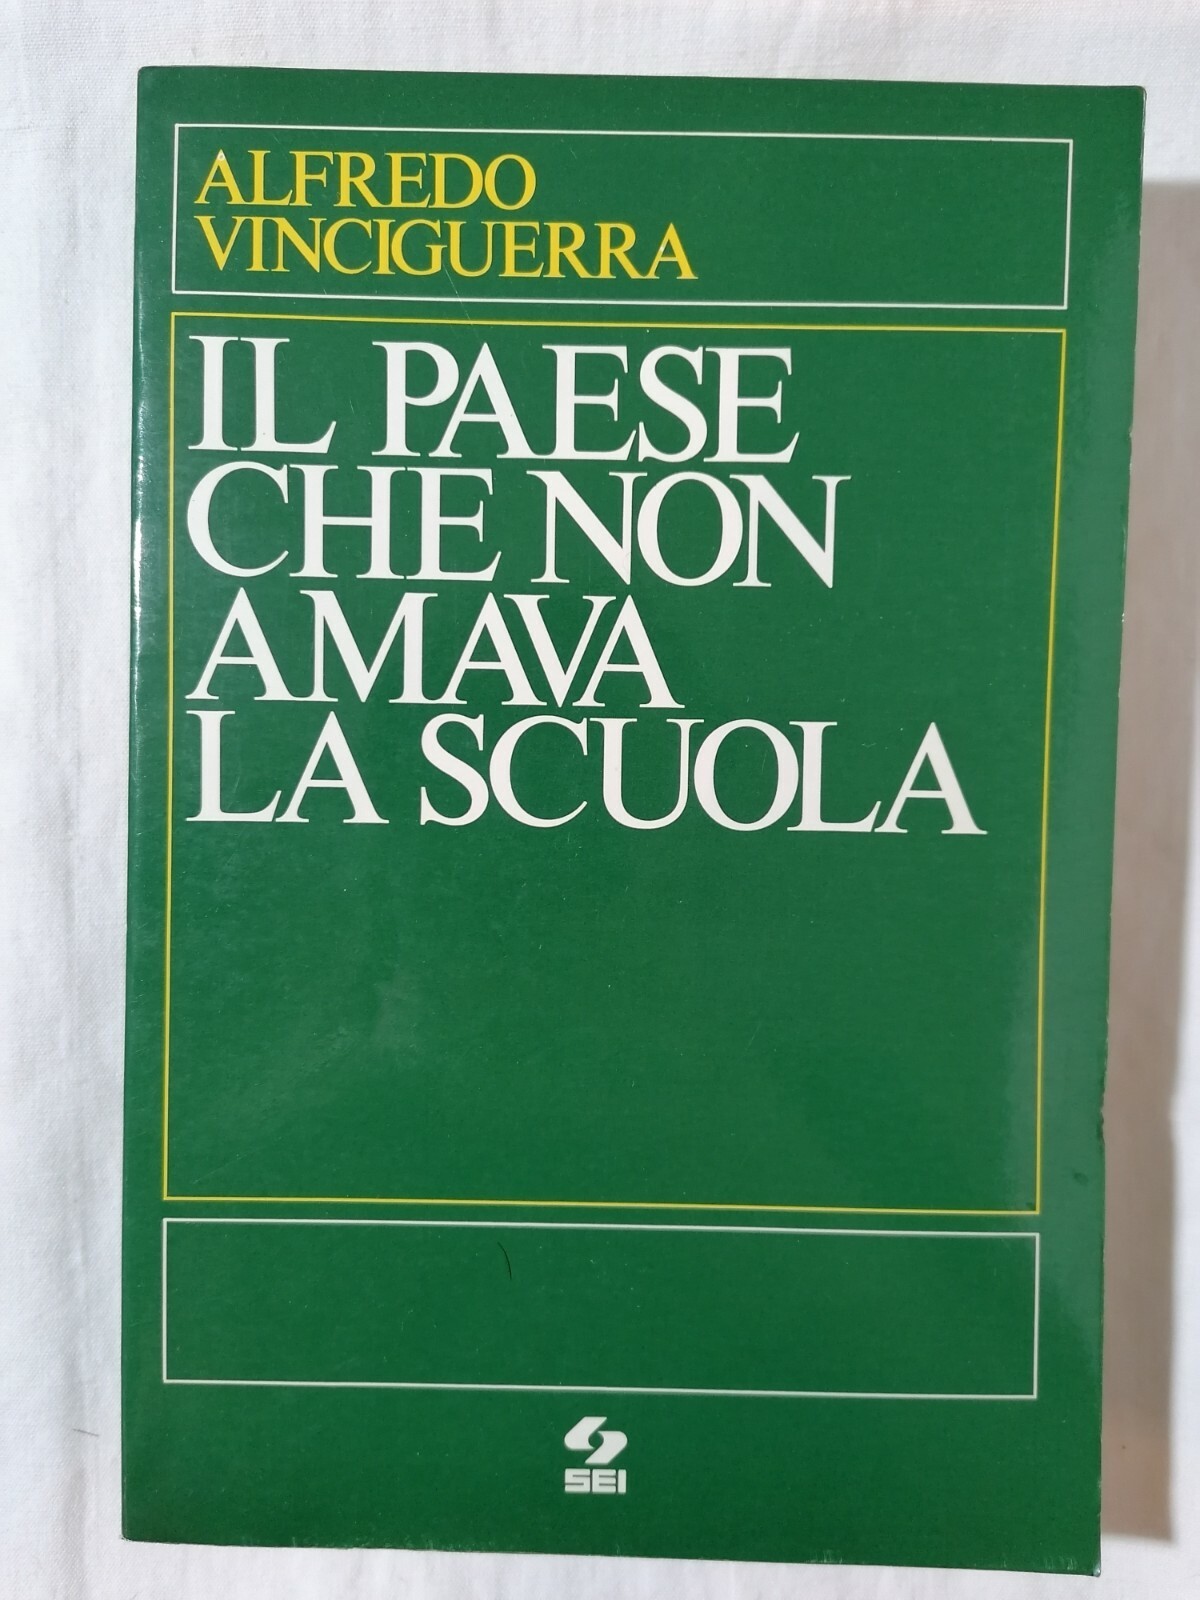 ALFREDO
VINCIGUERRA
IL PAESE
CHE NON
AMAVA
LA SCUOLA
SEI